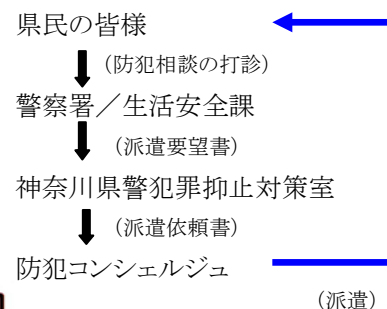 県民の皆様
(防犯相談の打診)
警察署／生活安全課
(派遣要望書)
神奈川県警犯罪抑止対策室
(派遣依頼書)
防犯コンシェルジュ
(派遣)